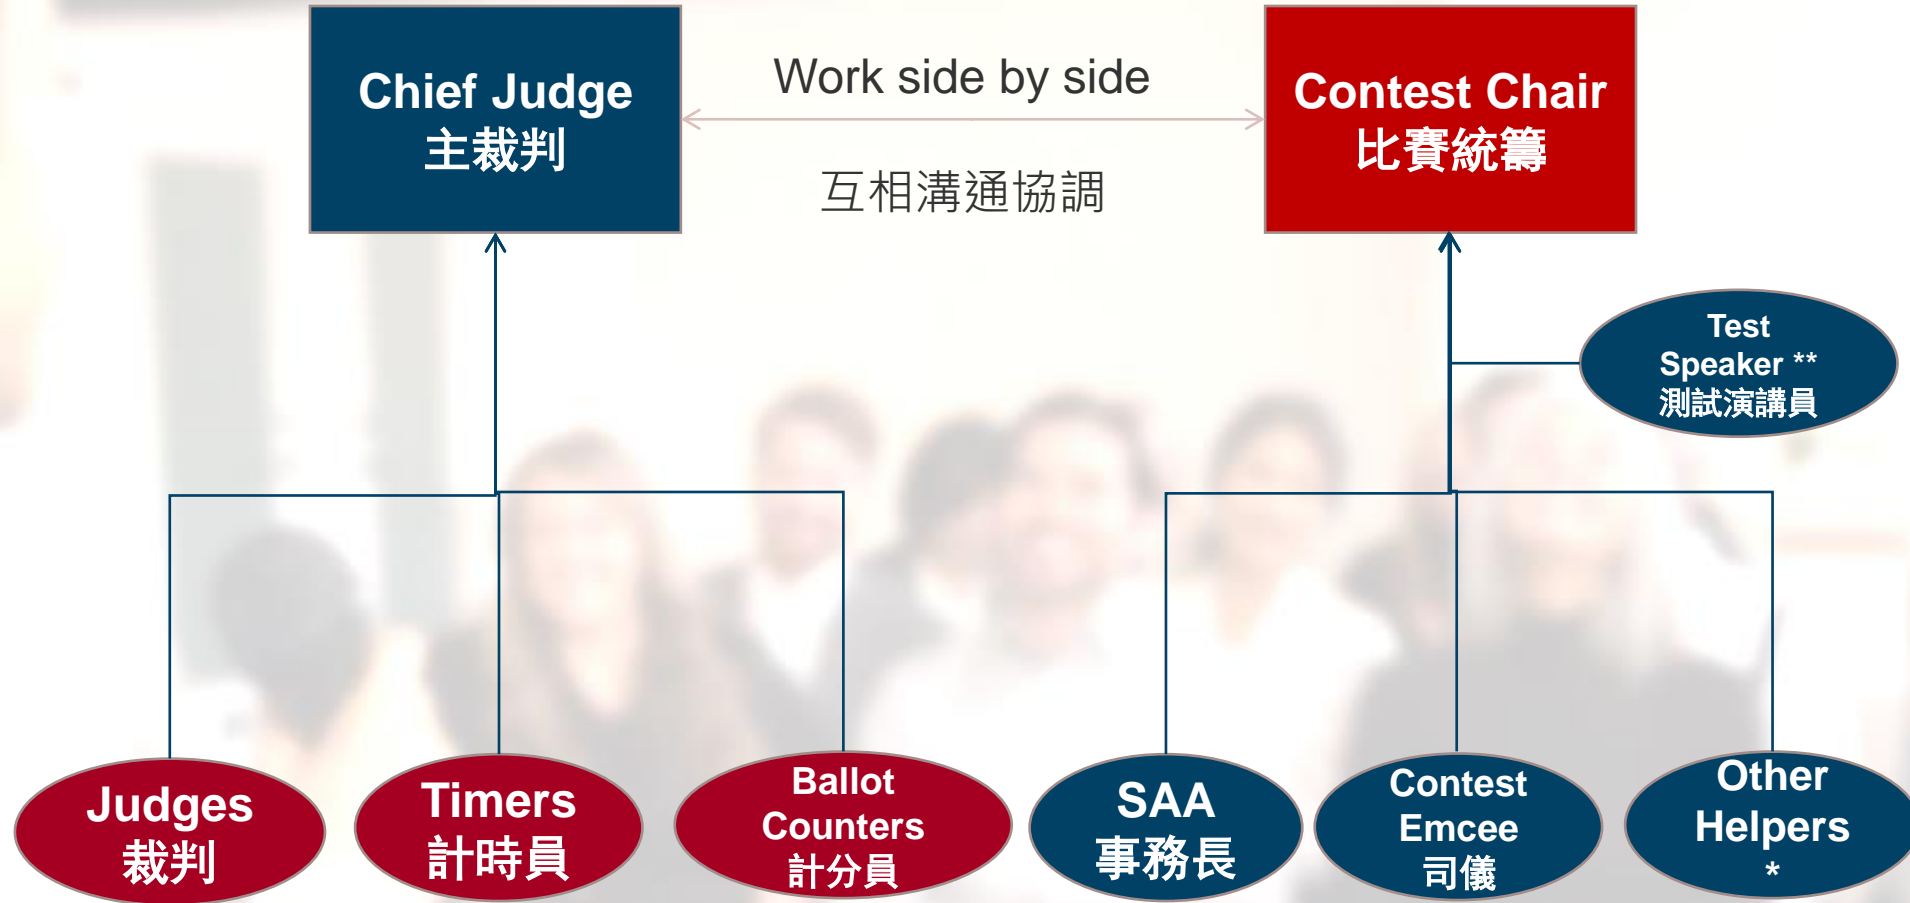 Chief Judge
主裁判
Work side by side
互相溝通協調
Contest Chair
比賽統籌
Test
Speaker **
測試演講員
Judges
裁判
Timers
計時員
Ballot
Counters
計分員
SAA
事務長
Contest
Emcee
司儀
Other
Helpers
*